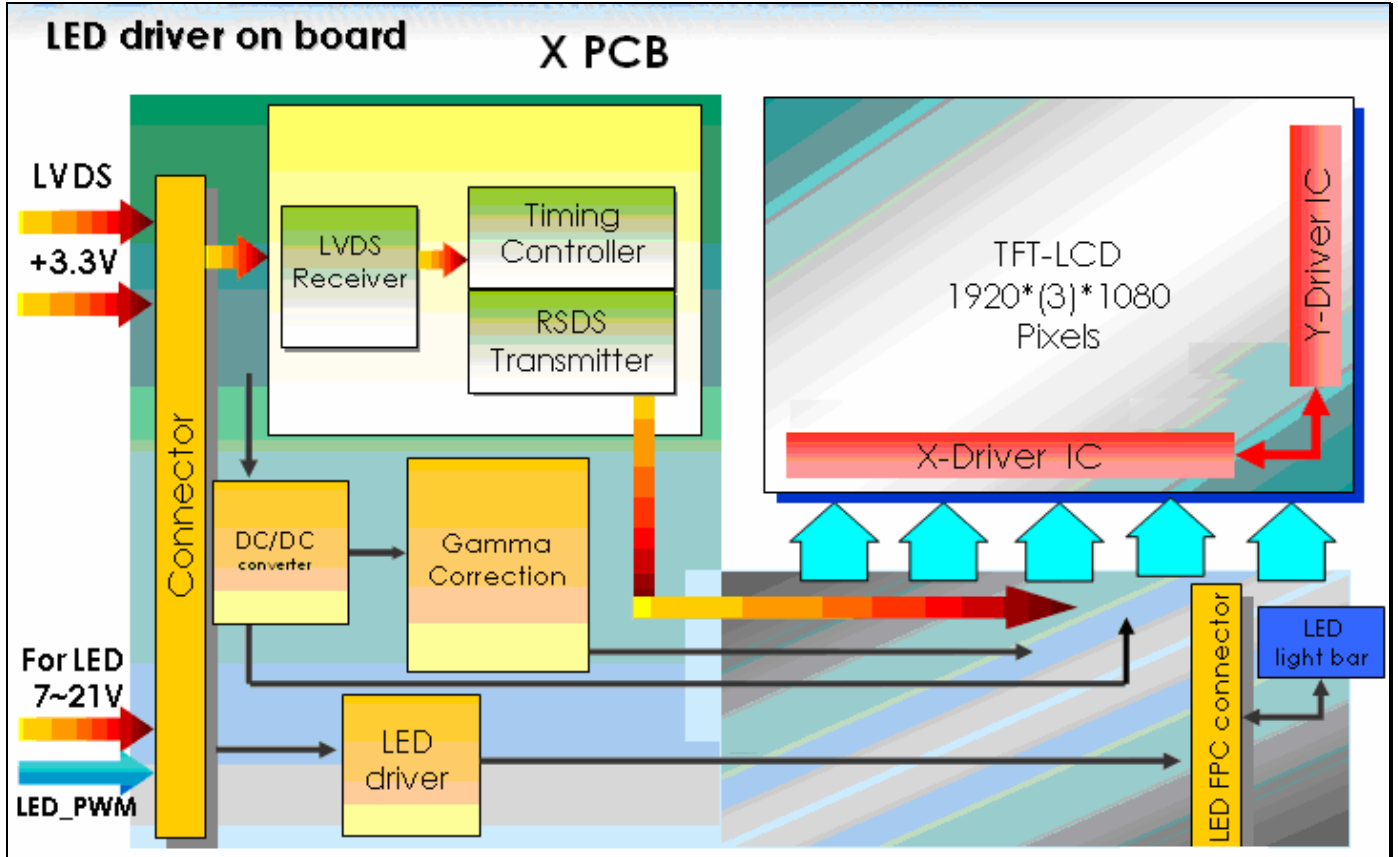 LED driver on board
X PCB
LVDS
+3.3V
For LED
7~21V
LED_PWM
Connector
LVDS
Receiver
Timing
Controller
RSDS
Transmitter
DC/DC
converter
Gamma
Correction
LED
driver
TFT-LCD
1920*(3)*1080
Pixels
Y-Driver IC
X-Driver IC
LED FPC connector
LED
light bar